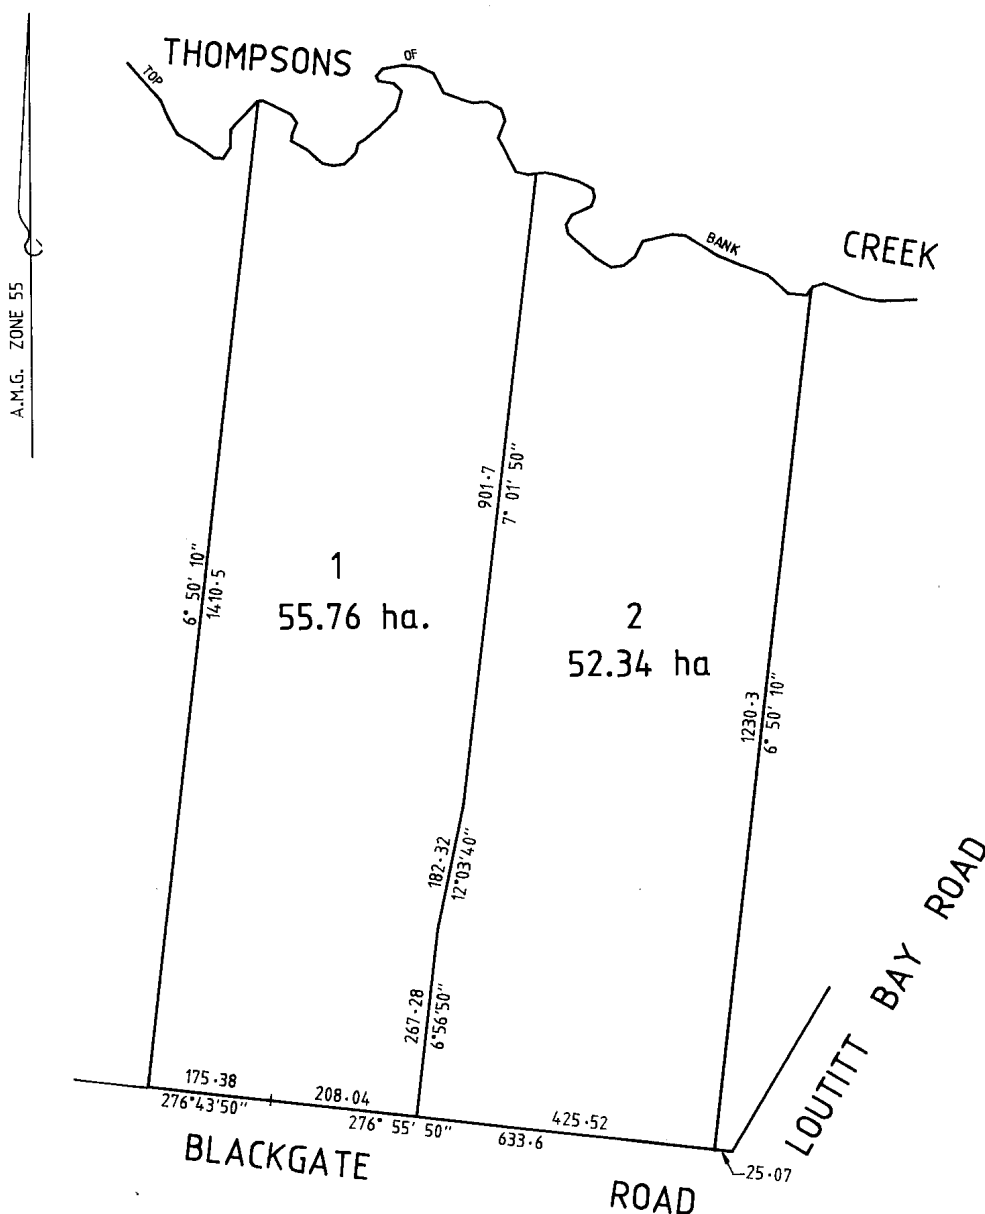 THOMPSONS
TOP
OF
BANK
CREEK
A.M.G. ZONE 55
901·7
7° 01' 50"
6° 50' 10"
1410·5
1
55.76 ha.
2
52.34 ha
1230·3
6° 50' 10"
182·32
12°03'40"
267·28
6°56'50"
175·38
276°43'50"
208·04
276° 55' 50"
425·52
633·6
25·07
BLACKGATE
ROAD
LOUTITT BAY ROAD